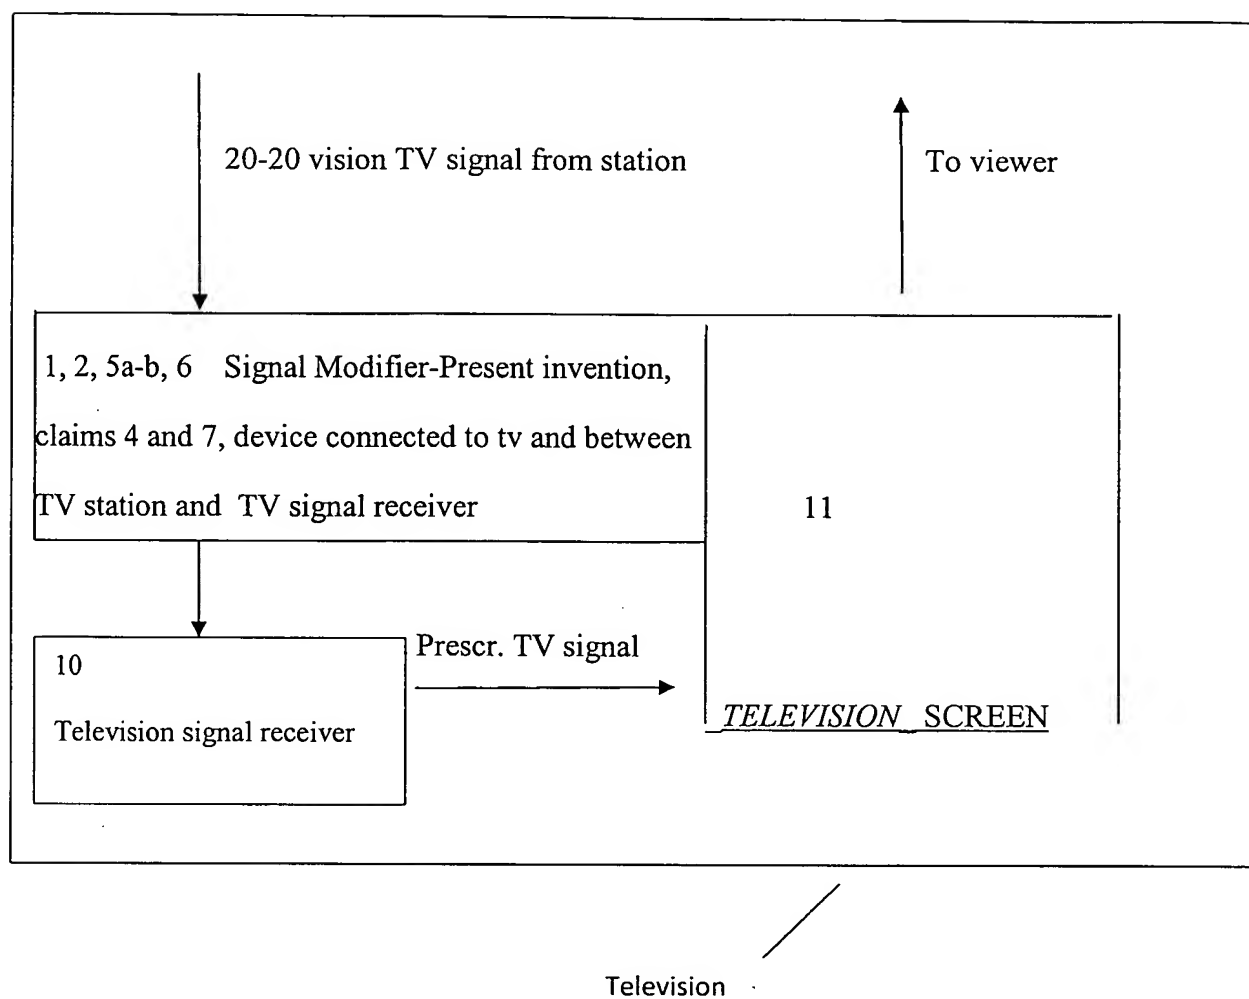 20-20 vision TV signal from station
To viewer
1, 2, 5a-b, 6 Signal Modifier-Present invention,
claims 4 and 7, device connected to tv and between
TV station and TV signal receiver
11
10
Television signal receiver
Prescr. TV signal
TELEVISION SCREEN
Television